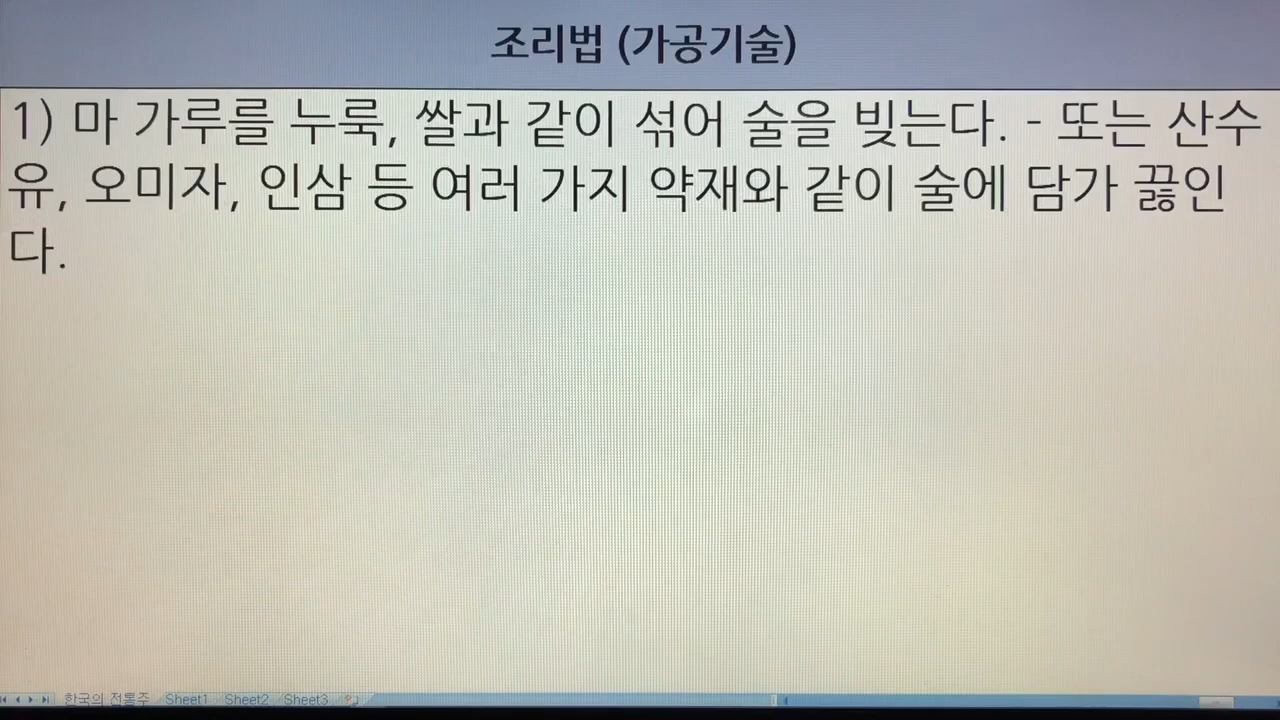 조리법 (가공기술)
1) 마 가루를 누룩, 쌀과 같이 섞어 술을 빚는다. - 또는 산수
유, 오미자, 인삼 등 여러 가지 약재와 같이 술에 담가 끓인
다.
한국의 전통주 Sheet1 Sheet2 Sheet3